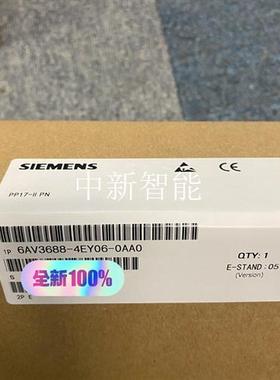 SIEMENS
PP17-II PN
中新智能
1P 6AV3688-4EY06-0AA0
QTY: 1
S
全新100%
E-STAND: 05
(Version)
2P E